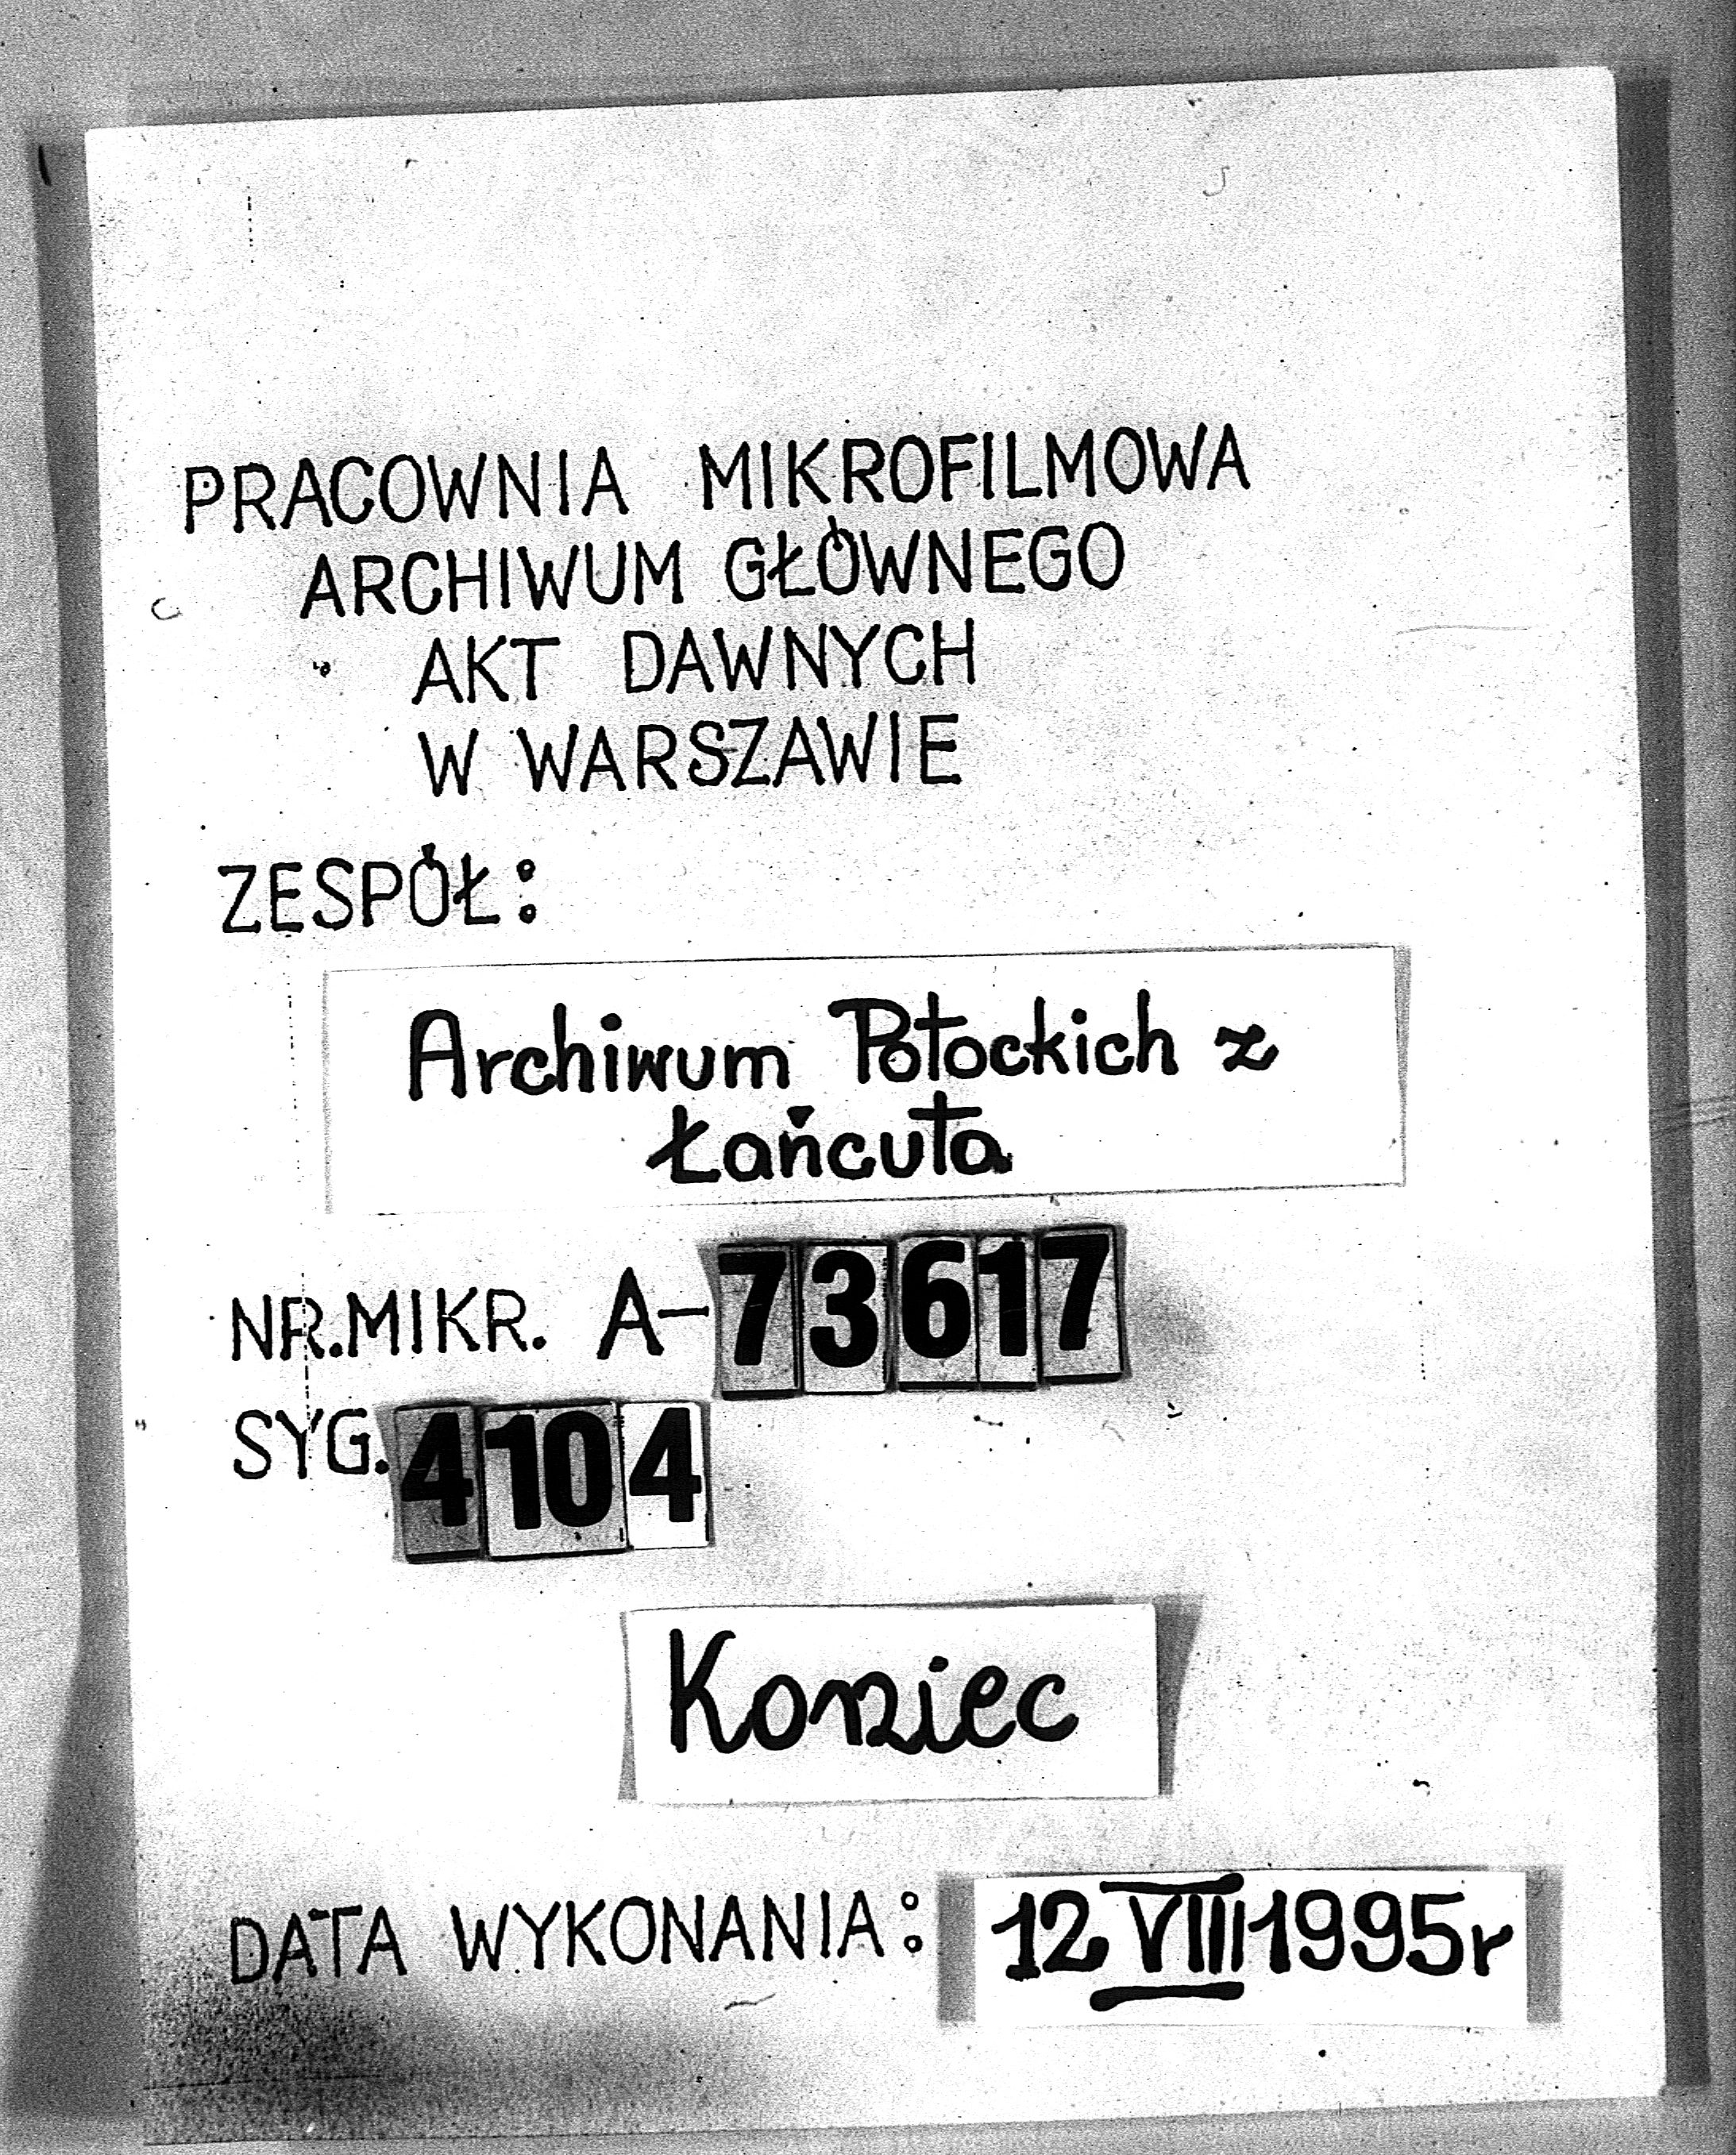 PRACOWNIA MIKROFILMOWA
ARCHIWUM GŁÓWNEGO
AKT DAWNYCH
W WARSZAWIE
ZESPÓŁ:
Archiwum Potockich z
Łańcuta
NR.MIKR. A-73617
SYG. 4104
Koniec
DATA WYKONANIA: 12 VIII 1995r